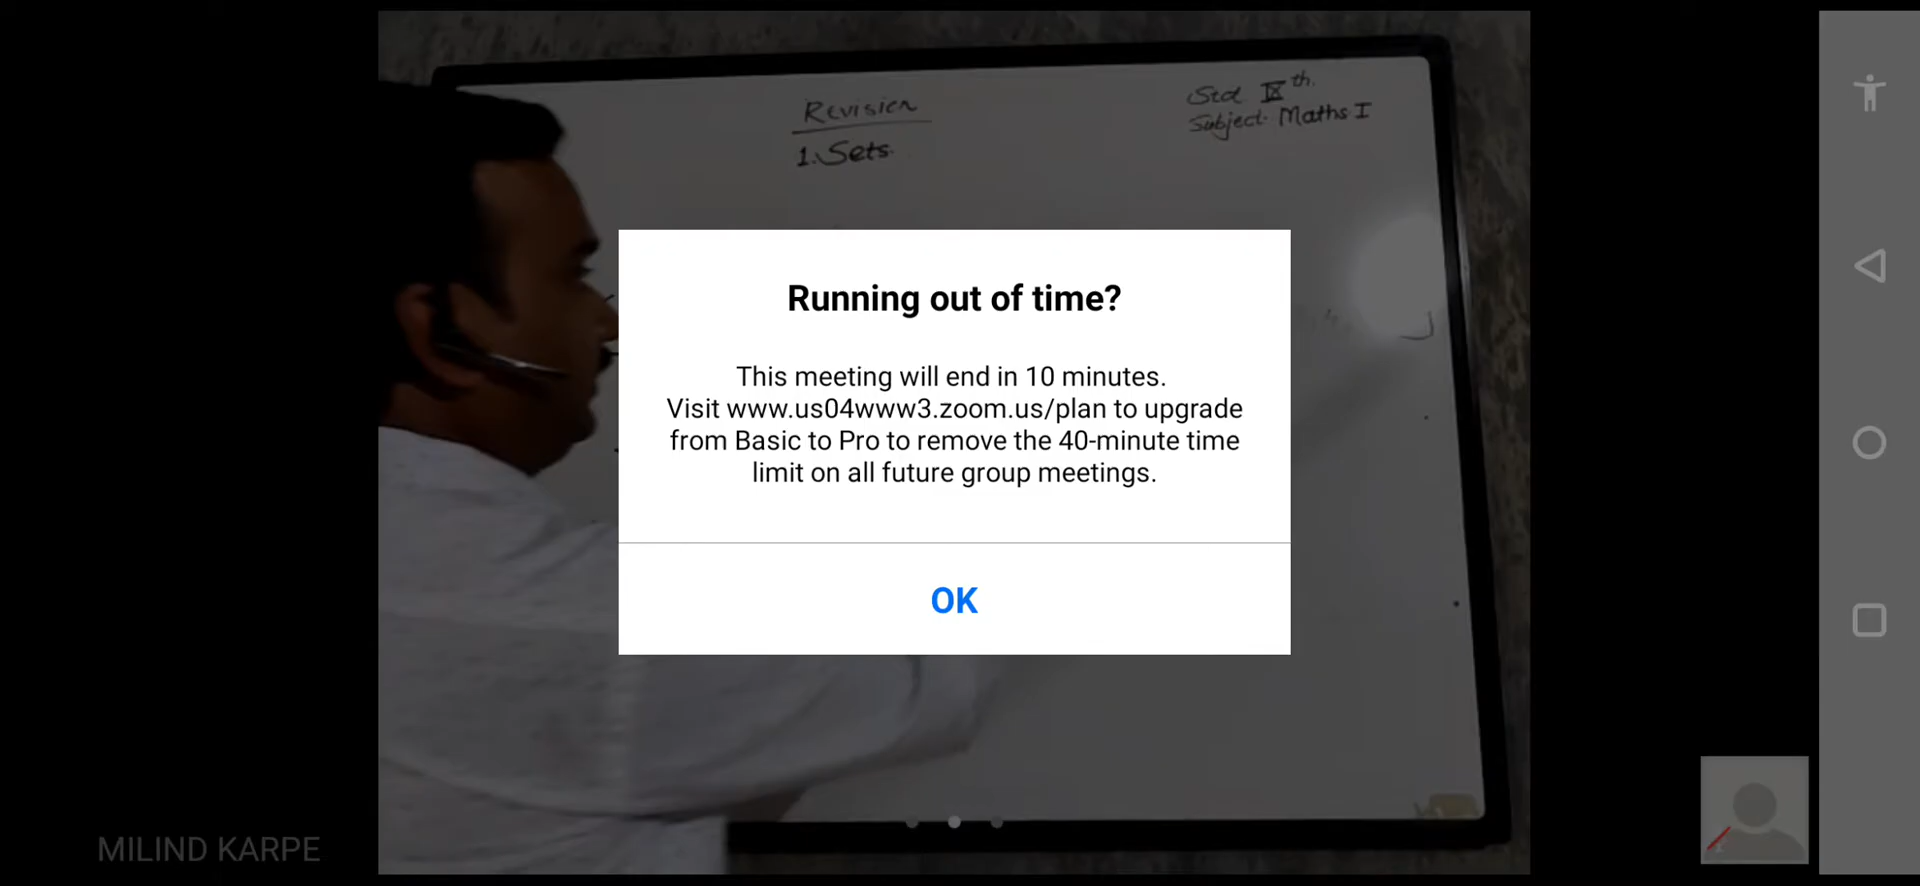 Revision
1. Sets.
Std IX th.
Subject- Maths I
Running out of time?
This meeting will end in 10 minutes.
Visit www.us04www3.zoom.us/plan to upgrade
from Basic to Pro to remove the 40-minute time
limit on all future group meetings.
OK
MILIND KARPE